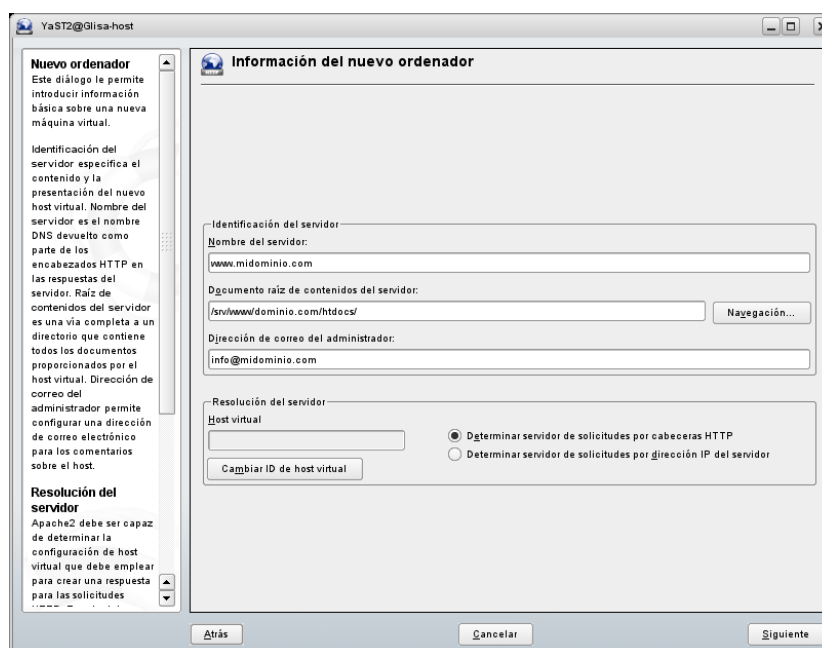 YaST2@Glisa-host
Nuevo ordenador
Este diálogo le permite
introducir información
básica sobre una nueva
máquina virtual.
Identificación del
servidor especifica el
contenido y la
presentación del nuevo
host virtual. Nombre del
servidor es el nombre
DNS devuelto como
parte de los
encabezados HTTP en
las respuestas del
servidor. Raíz de
contenidos del servidor
es una vía completa a un
directorio que contiene
todos los documentos
proporcionados por el
host virtual. Dirección de
correo del
administrador permite
configurar una dirección
de correo electrónico
para los comentarios
sobre el host.
Resolución del
servidor
Apache2 debe ser capaz
de determinar la
configuración de host
virtual que debe emplear
para crear una respuesta
para las solicitudes
HTTP
Información del nuevo ordenador
Identificación del servidor
Nombre del servidor:
www.midominio.com
Documento raíz de contenidos del servidor:
/srv/www/dominio.com/htdocs/
Navegación...
Dirección de correo del administrador:
info@midominio.com
Resolución del servidor
Host virtual
Cambiar ID de host virtual
Determinar servidor de solicitudes por cabeceras HTTP
Determinar servidor de solicitudes por dirección IP del servidor
Atrás
Cancelar
Siguiente